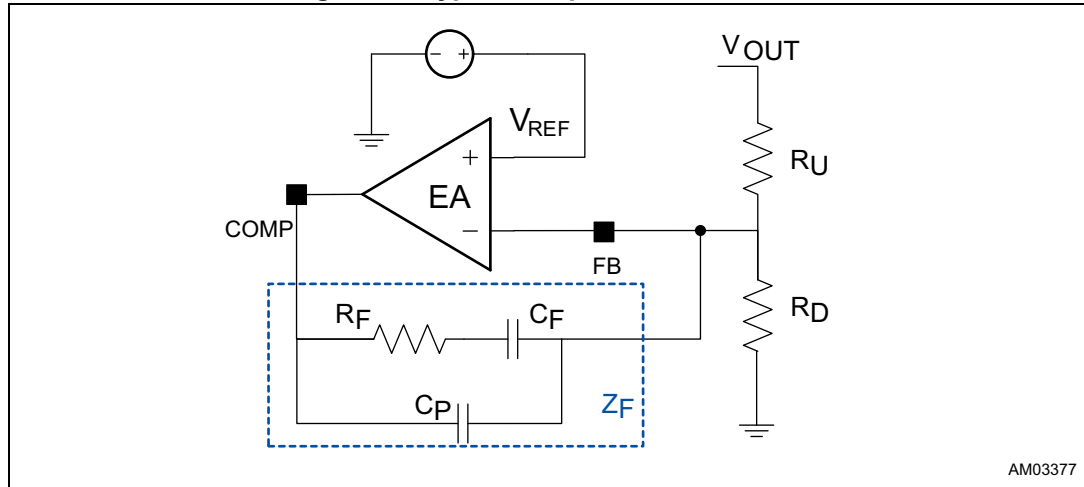 VOUT
- +
VREF
RU
+
EA
COMP
−
FB
RF
CF
RD
CP
ZF
AM03377